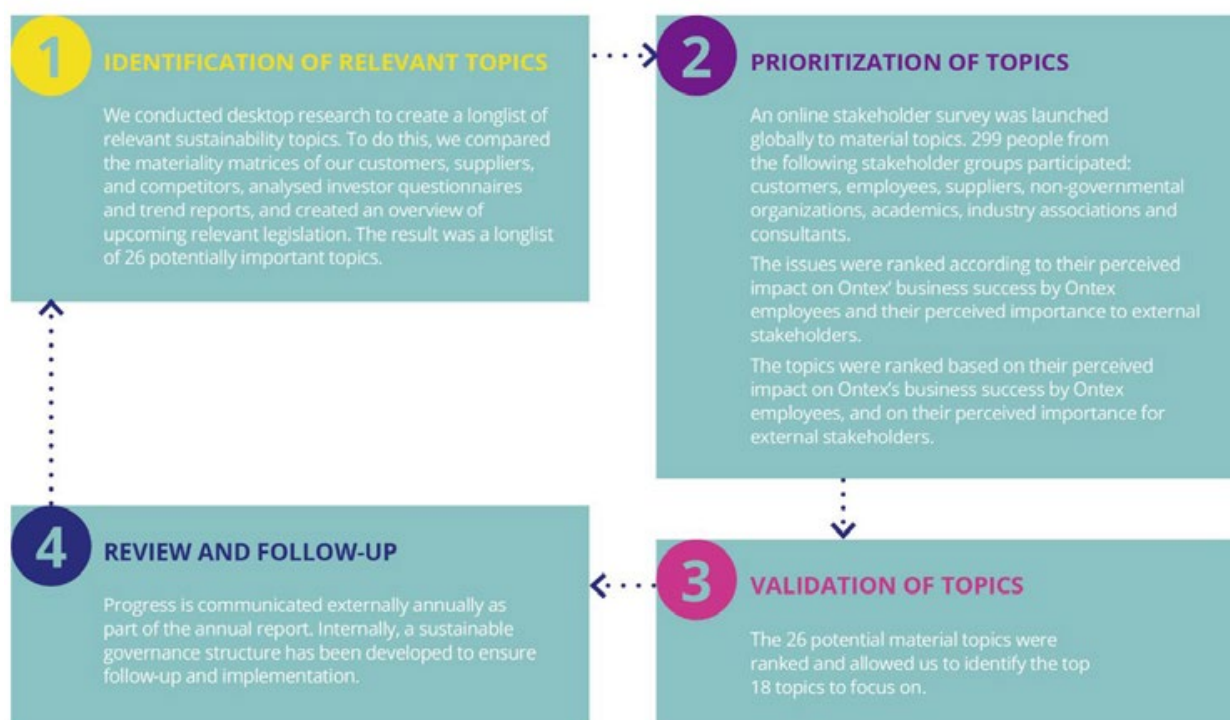 1
IDENTIFICATION OF RELEVANT TOPICS
We conducted desktop research to create a longlist of
relevant sustainability topics. To do this, we compared
the materiality matrices of our customers, suppliers,
and competitors, analysed investor questionnaires
and trend reports, and created an overview of
upcoming relevant legislation. The result was a longlist
of 26 potentially important topics.
2
PRIORITIZATION OF TOPICS
An online stakeholder survey was launched
globally to material topics. 299 people from
the following stakeholder groups participated:
customers, employees, suppliers, non-governmental
organizations, academics, industry associations and
consultants.
The issues were ranked according to their perceived
impact on Ontex' business success by Ontex
employees and their perceived importance to external
stakeholders.
The topics were ranked based on their perceived
impact on Ontex's business success by Ontex
employees, and on their perceived importance for
external stakeholders.
3
VALIDATION OF TOPICS
The 26 potential material topics were
ranked and allowed us to identify the top
18 topics to focus on.
4
REVIEW AND FOLLOW-UP
Progress is communicated externally annually as
part of the annual report. Internally, a sustainable
governance structure has been developed to ensure
follow-up and implementation.